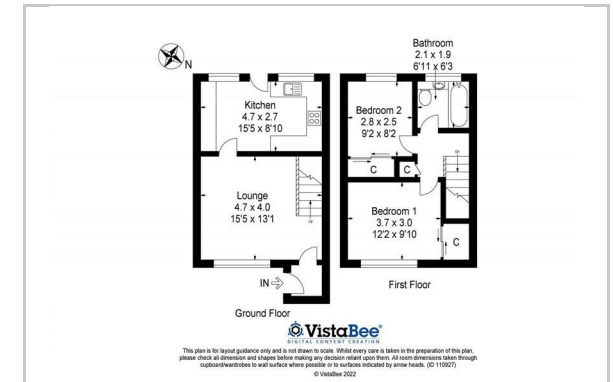 N
Kitchen
4.7 x 2.7
15'5 x 8'10
Lounge
4.7 x 4.0
15'5 x 13'1
Up
IN
Ground Floor
Bathroom
2.1 x 1.9
6'11 x 6'3
Bedroom 2
2.8 x 2.5
9'2 x 8'2
C
C
Dn
Bedroom 1
3.7 x 3.0
12'2 x 9'10
C
First Floor
VistaBee®
DIGITAL CONTENT CREATION
This plan is for layout guidance only and is not drawn to scale. Whilst every care is taken in the preparation of this plan,
please check all dimension and shapes before making any decision reliant upon them. All room dimensions taken through
cupboard/wardrobes to wall surface where possible or to surfaces indicated by arrow heads. (ID 110927)
© VistaBee 2022